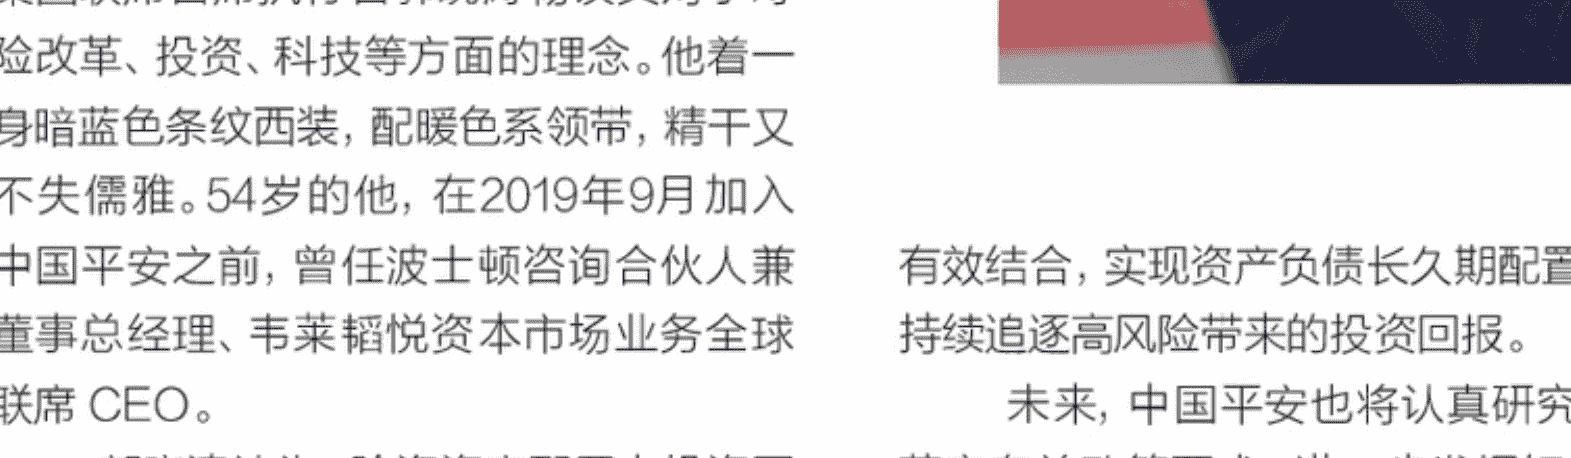 险改革、投资、科技等方面的理念。他着一
身暗蓝色条纹西装, 配暖色系领带, 精干又
不失儒雅。54岁的他, 在2019年9月加入
中国平安之前, 曾任波士顿咨询合伙人兼
董事总经理、韦莱韬悦资本市场业务全球
联席 CEO。
有效结合, 实现资产负债长久期配置
持续追逐高风险带来的投资回报。
未来, 中国平安也将认真研究